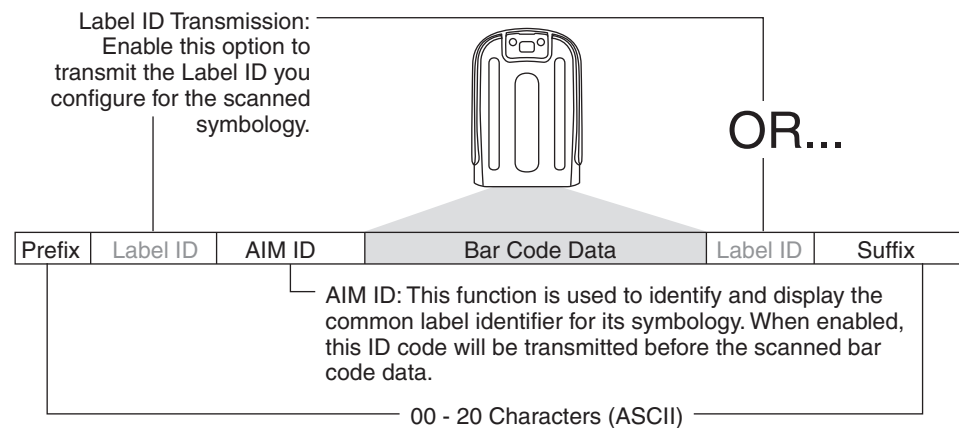 Label ID Transmission:
Enable this option to
transmit the Label ID you
configure for the scanned
symbology.
OR...
Prefix Label ID AIM ID Bar Code Data Label ID Suffix
AIM ID: This function is used to identify and display the
common label identifier for its symbology. When enabled,
this ID code will be transmitted before the scanned bar
code data.
00 - 20 Characters (ASCII)